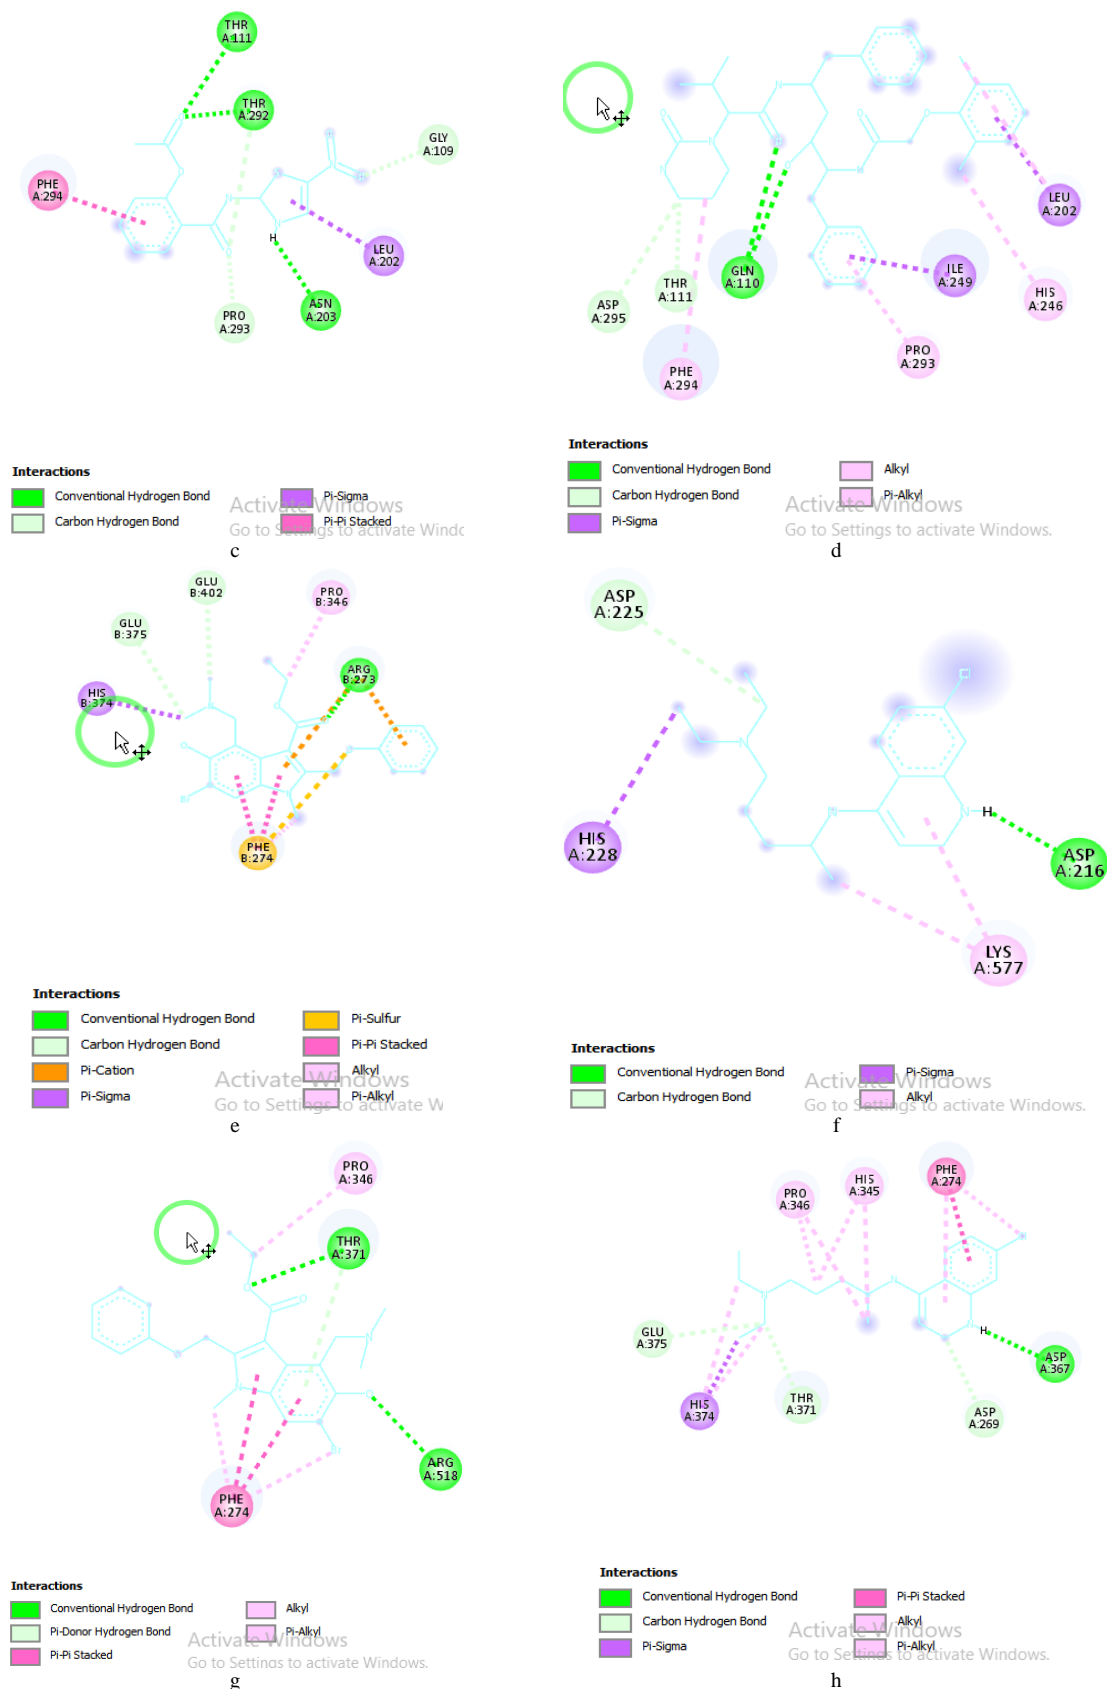 THR
A:111
THR
A:292
GLY
A:109
PHE
A:294
LEU
A:202
H
ASN
A:203
PRO
A:293
Interactions
Conventional Hydrogen Bond
Carbon Hydrogen Bond
Pi-Sigma
Pi-Pi Stacked
Activate Windows
Go to Settings to activate Windo
c
LEU
A:202
GLN
A:110
ILE
A:249
HIS
A:246
THR
A:111
ASP
A:295
PRO
A:293
PHE
A:294
Interactions
Conventional Hydrogen Bond
Carbon Hydrogen Bond
Pi-Sigma
Alkyl
Pi-Alkyl
Activate Windows
Go to Settings to activate Windows.
d
GLU
B:402
PRO
B:346
GLU
B:375
ARG
B:273
HIS
B:374
Br
PHE
B:274
Interactions
Conventional Hydrogen Bond
Carbon Hydrogen Bond
Pi-Cation
Pi-Sigma
Pi-Sulfur
Pi-Pi Stacked
Alkyl
Pi-Alkyl
Activate Windows
Go to Settings to activate W
e
ASP
A:225
Cl
N
H
HIS
A:228
ASP
A:216
LYS
A:577
Interactions
Conventional Hydrogen Bond
Carbon Hydrogen Bond
Pi-Sigma
Alkyl
Activate Windows
Go to Settings to activate Windows.
f
PRO
A:346
THR
A:371
Br
ARG
A:518
PHE
A:274
Interactions
Conventional Hydrogen Bond
Pi-Donor Hydrogen Bond
Pi-Pi Stacked
Alkyl
Pi-Alkyl
Activate Windows
Go to Settings to activate Windows.
g
PRO
A:346
HIS
A:345
PHE
A:274
GLU
A:375
H
ASP
A:367
HIS
A:374
THR
A:371
ASP
A:269
Interactions
Conventional Hydrogen Bond
Carbon Hydrogen Bond
Pi-Sigma
Pi-Pi Stacked
Alkyl
Pi-Alkyl
Activate Windows
Go to Settings to activate Windows.
h